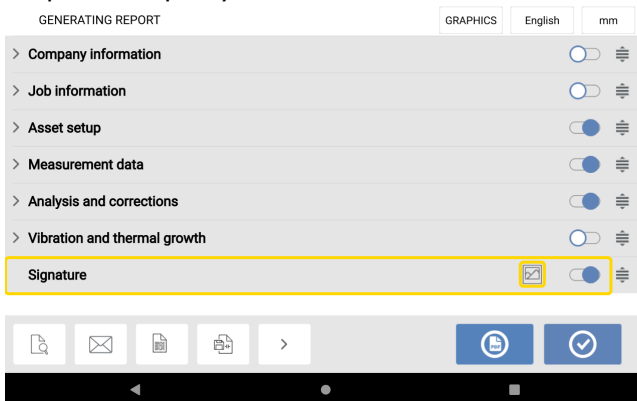 GENERATING REPORT GRAPHICS English mm
Company information
Job information
Asset setup
Measurement data
Analysis and corrections
Vibration and thermal growth
Signature
PDF